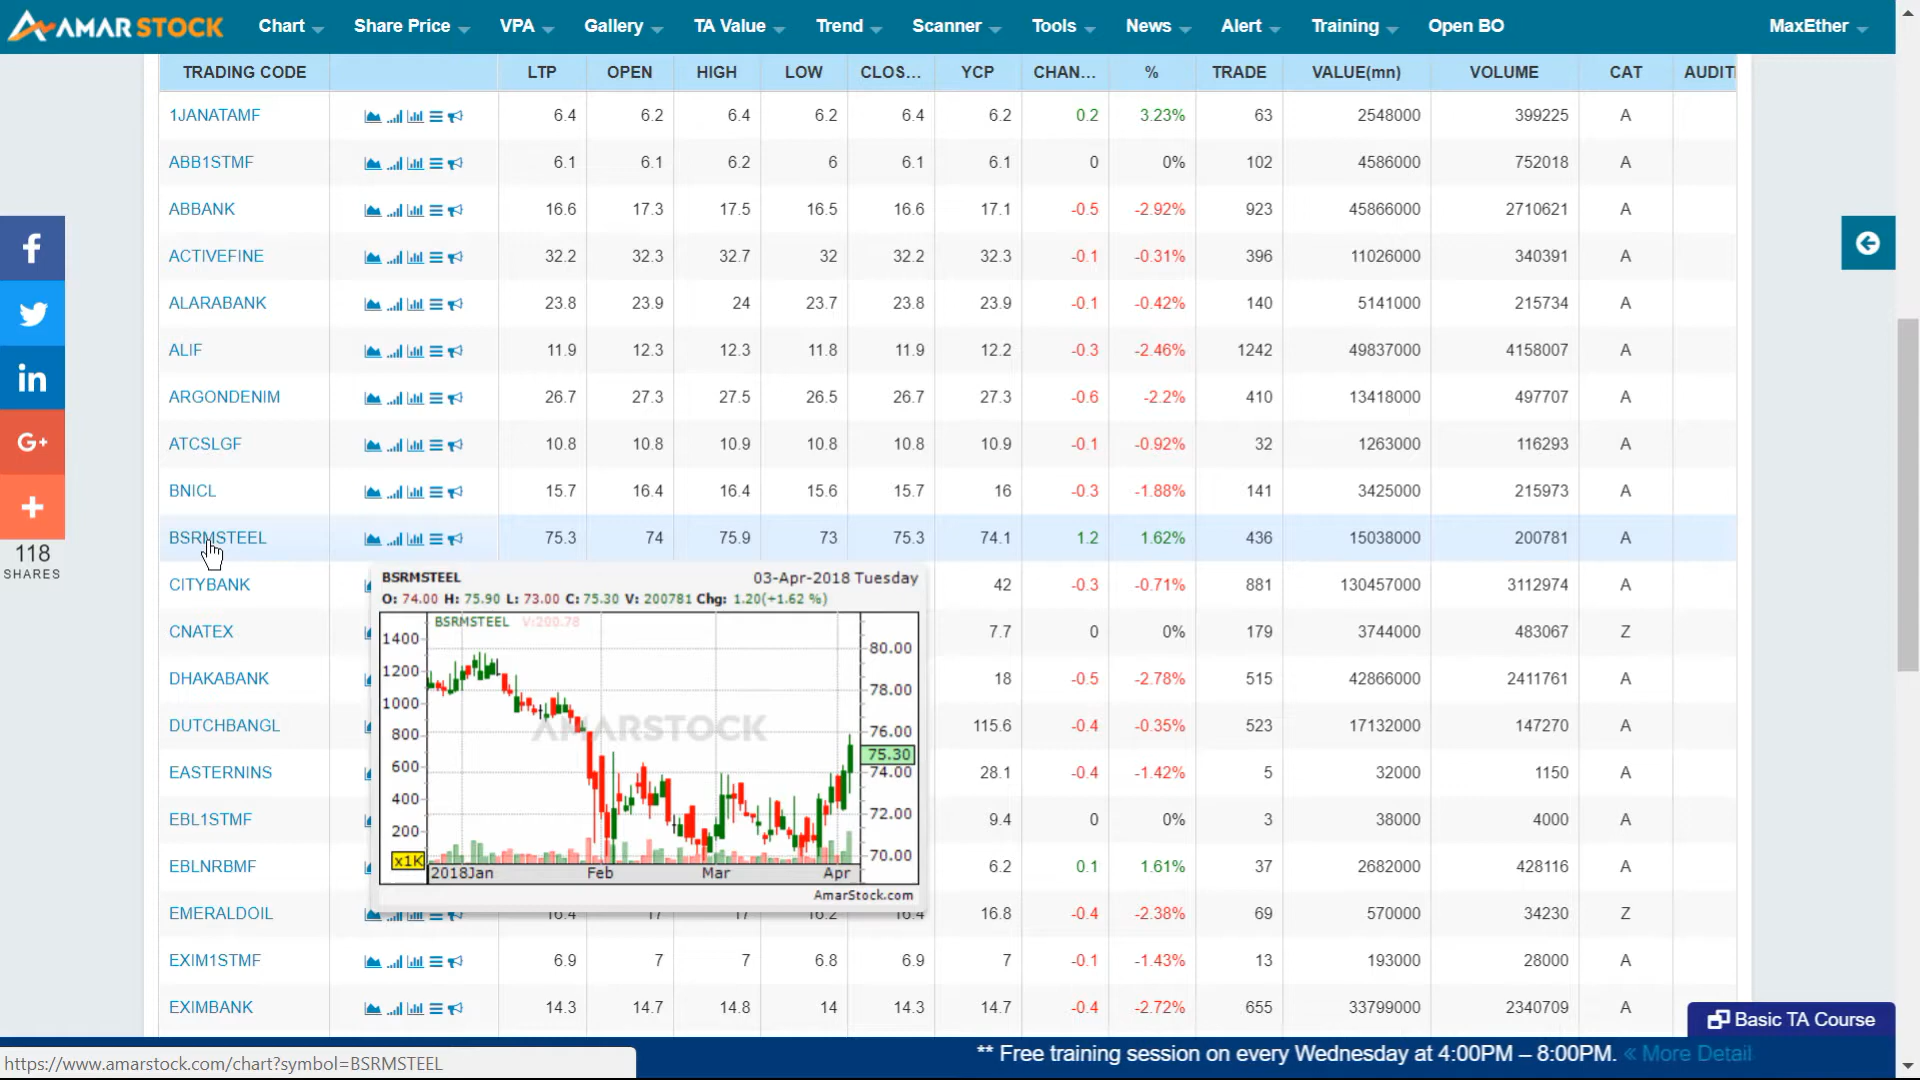 AMAR STOCK Chart Share Price VPA Gallery TA Value Trend Scanner Tools News Alert Training Open BO MaxEther
TRADING CODE LTP OPEN HIGH LOW CLOS... YCP CHAN... % TRADE VALUE(mn) VOLUME CAT AUDITI
1JANATAMF 6.4 6.2 6.4 6.2 6.4 6.2 0.2 3.23% 63 2548000 399225 A
ABB1STMF 6.1 6.1 6.2 6 6.1 6.1 0 0% 102 4586000 752018 A
ABBANK 16.6 17.3 17.5 16.5 16.6 17.1 -0.5 -2.92% 923 45866000 2710621 A
ACTIVEFINE 32.2 32.3 32.7 32 32.2 32.3 -0.1 -0.31% 396 11026000 340391 A
ALARABANK 23.8 23.9 24 23.7 23.8 23.9 -0.1 -0.42% 140 5141000 215734 A
ALIF 11.9 12.3 12.3 11.8 11.9 12.2 -0.3 -2.46% 1242 49837000 4158007 A
ARGONDENIM 26.7 27.3 27.5 26.5 26.7 27.3 -0.6 -2.2% 410 13418000 497707 A
ATCSLGF 10.8 10.8 10.9 10.8 10.8 10.9 -0.1 -0.92% 32 1263000 116293 A
BNICL 15.7 16.4 16.4 15.6 15.7 16 -0.3 -1.88% 141 3425000 215973 A
BSRMSTEEL 75.3 74 75.9 73 75.3 74.1 1.2 1.62% 436 15038000 200781 A
118
SHARES
CITYBANK 42 -0.3 -0.71% 881 130457000 3112974 A
CNATEX 7.7 0 0% 179 3744000 483067 Z
DHAKABANK 18 -0.5 -2.78% 515 42866000 2411761 A
DUTCHBANGL 115.6 -0.4 -0.35% 523 17132000 147270 A
EASTERNINS 28.1 -0.4 -1.42% 5 32000 1150 A
EBL1STMF 9.4 0 0% 3 38000 4000 A
EBLNRBMF 6.2 0.1 1.61% 37 2682000 428116 A
EMERALDOIL 16.4 17 17 16.2 16.4 16.8 -0.4 -2.38% 69 570000 34230 Z
EXIM1STMF 6.9 7 7 6.8 6.9 7 -0.1 -1.43% 13 193000 28000 A
EXIMBANK 14.3 14.7 14.8 14 14.3 14.7 -0.4 -2.72% 655 33799000 2340709 A
BSRMSTEEL 03-Apr-2018 Tuesday
O: 74.00 H: 75.90 L: 73.00 C: 75.30 V: 200781 Chg: 1.20(+1.62 %)
BSRMSTEEL V:200.78
1400 80.00
1200
1000 78.00
800 76.00
AMARSTOCK
75.30
600 74.00
400 72.00
200
x1K 70.00
2018Jan Feb Mar Apr
AmarStock.com
Basic TA Course
** Free training session on every Wednesday at 4:00PM – 8:00PM. « More Detail
https://www.amarstock.com/chart?symbol=BSRMSTEEL